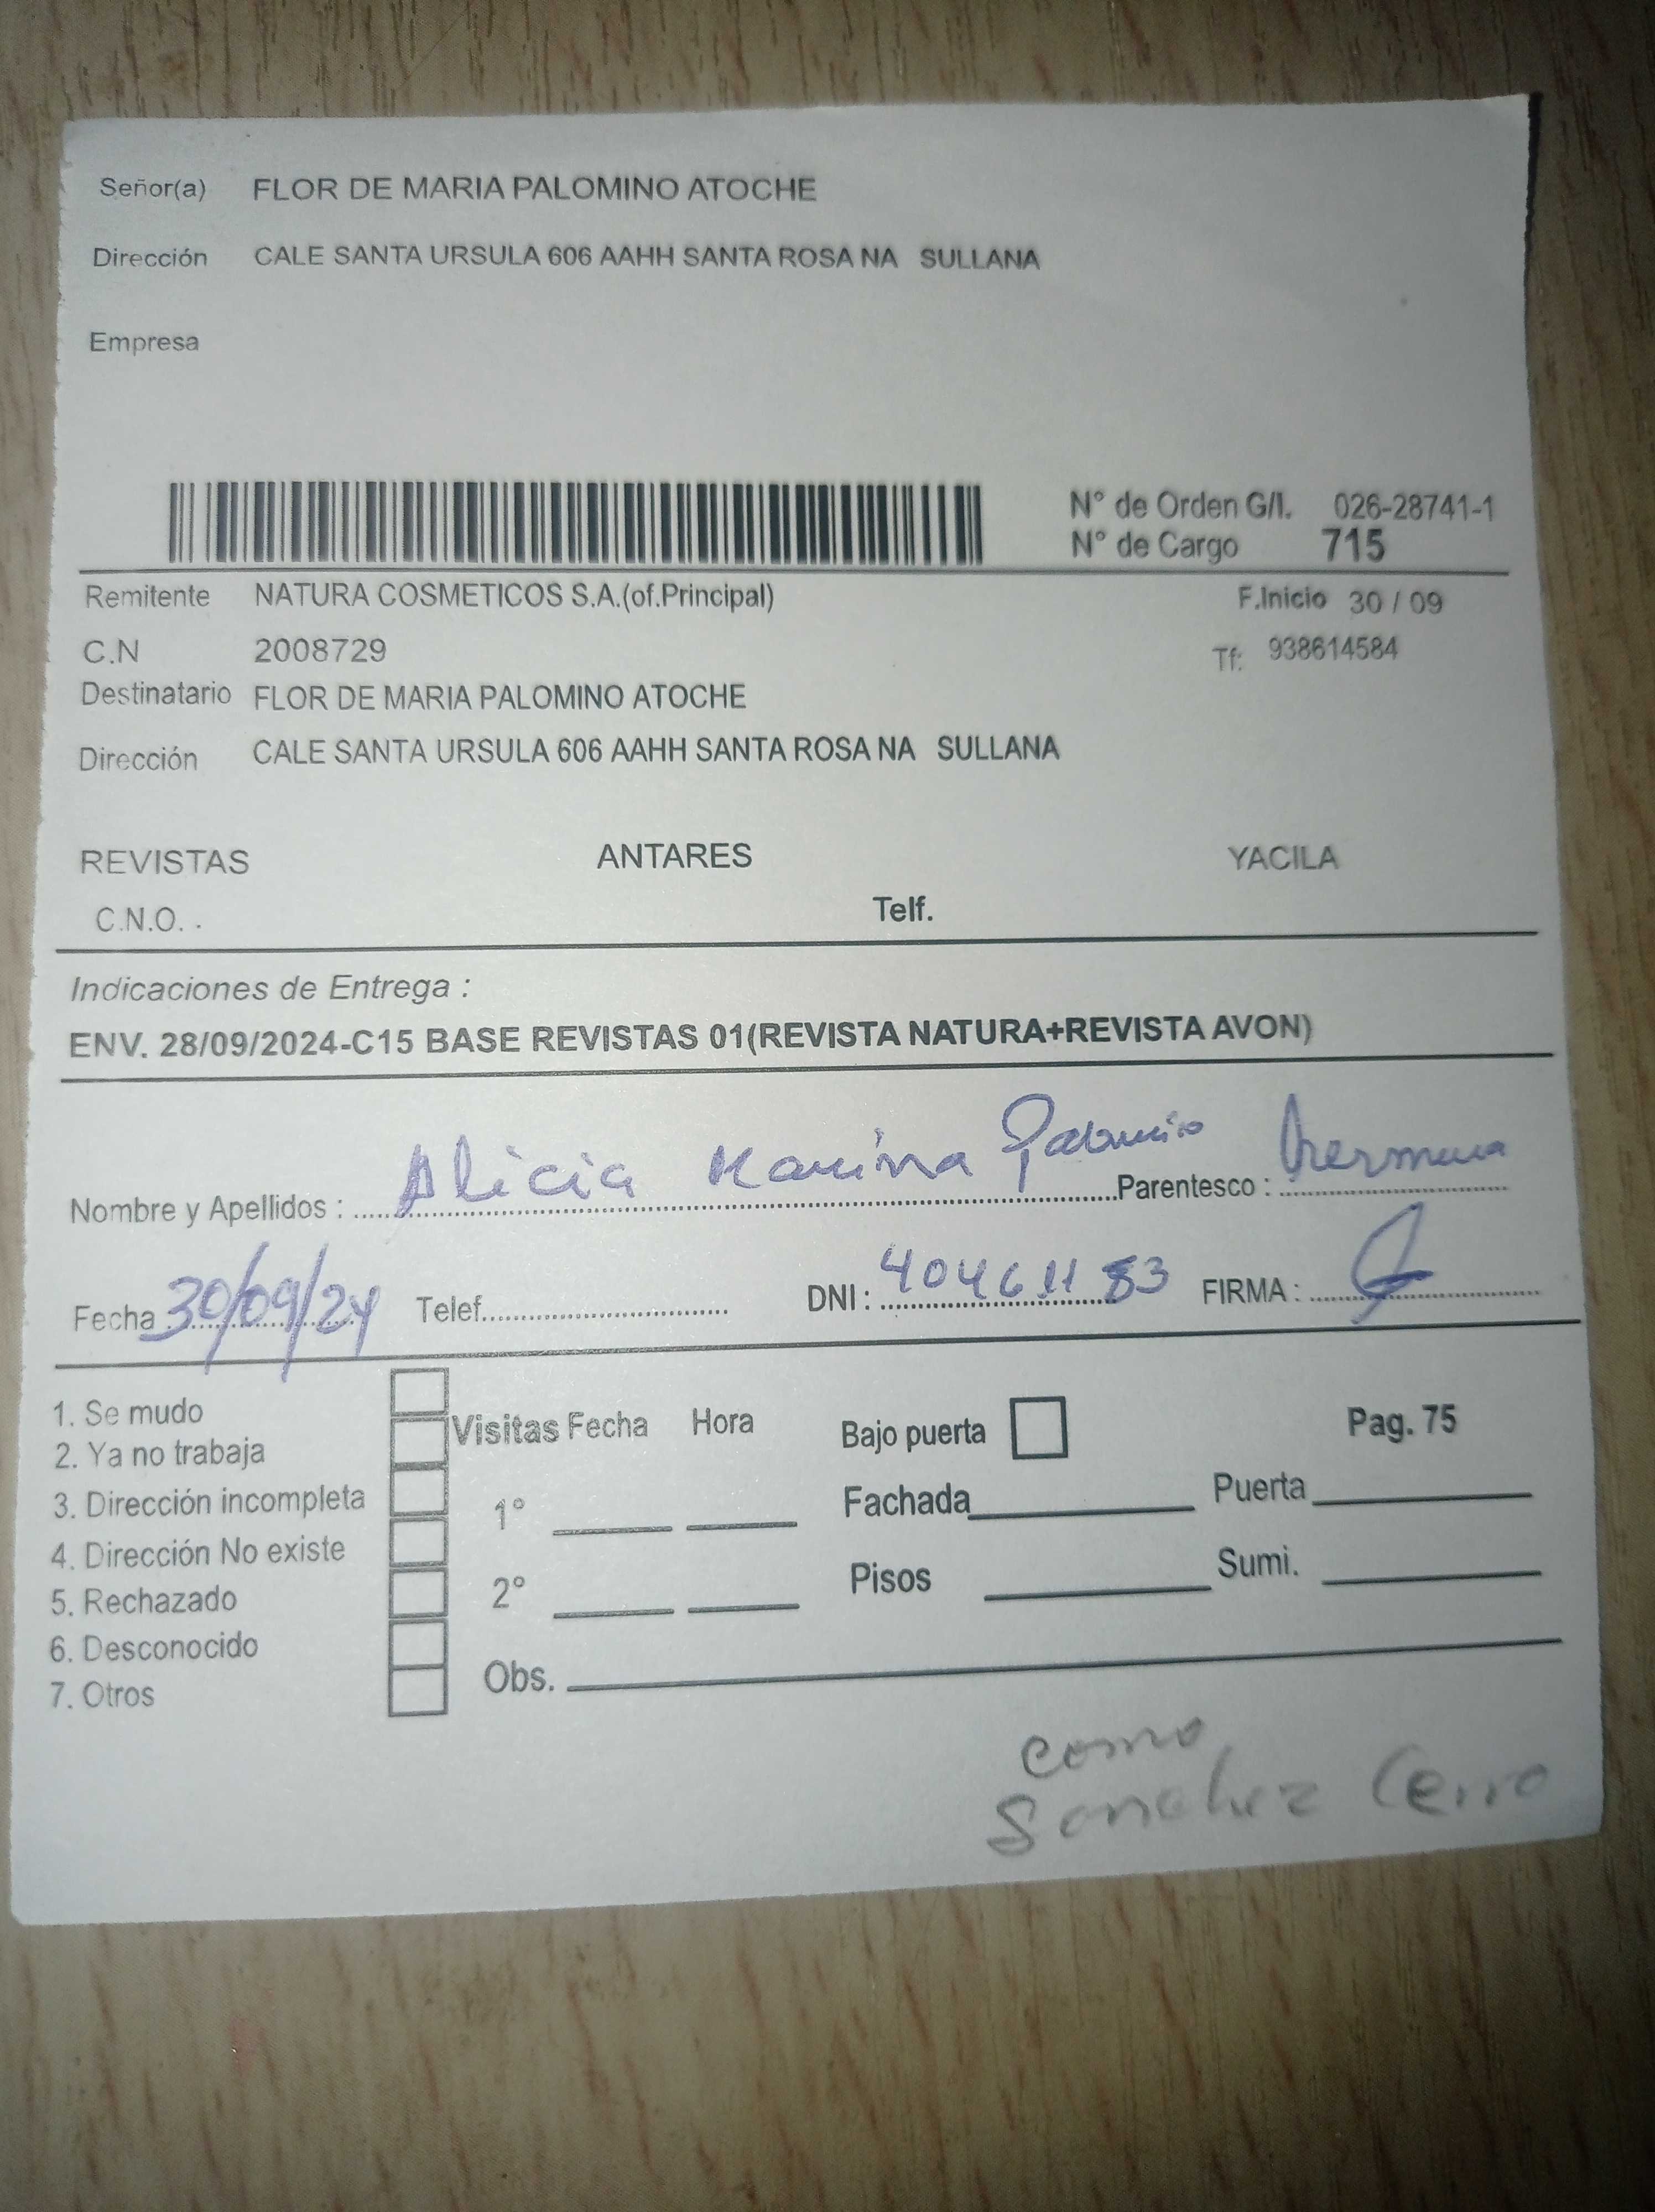 Señor(a) FLOR DE MARIA PALOMINO ATOCHE
Dirección CALE SANTA URSULA 606 AAHH SANTA ROSA NA SULLANA
Empresa
N° de Orden G/I. 026-28741-1
N° de Cargo 715
Remitente NATURA COSMETICOS S.A.(of.Principal) F.Inicio 30 / 09
C.N 2008729 Tf: 938614584
Destinatario FLOR DE MARIA PALOMINO ATOCHE
Dirección CALE SANTA URSULA 606 AAHH SANTA ROSA NA SULLANA
REVISTAS ANTARES YACILA
C.N.O. . Telf.
Indicaciones de Entrega :
ENV. 28/09/2024-C15 BASE REVISTAS 01(REVISTA NATURA+REVISTA AVON)
Nombre y Apellidos : Alicia Karina Palomino Parentesco : hermana
Fecha 30/09/24 Telef. DNI : 40461183 FIRMA :
1. Se mudo
2. Ya no trabaja
3. Dirección incompleta
4. Dirección No existe
5. Rechazado
6. Desconocido
7. Otros
Visitas Fecha Hora
1°
2°
Obs.
Bajo puerta Pag. 75
Fachada Puerta
Pisos Sumi.
como
Sanchez Cerro